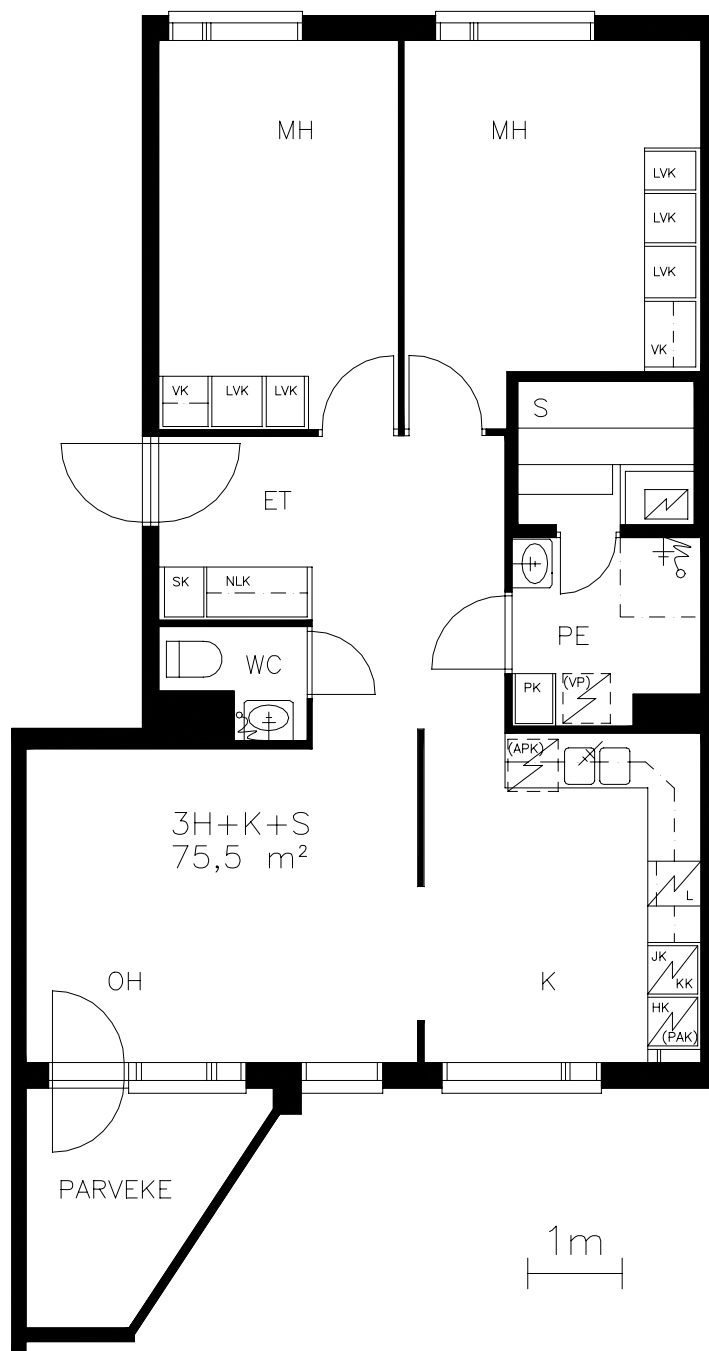 MH
MH
LVK
LVK
LVK
VK
VK
LVK
LVK
S
ET
SK
NLK
WC
PE
PK
(VP)
(APK)
3H+K+S
75,5 m²
L
OH
K
JK
KK
HK
(PAK)
PARVEKE
1m